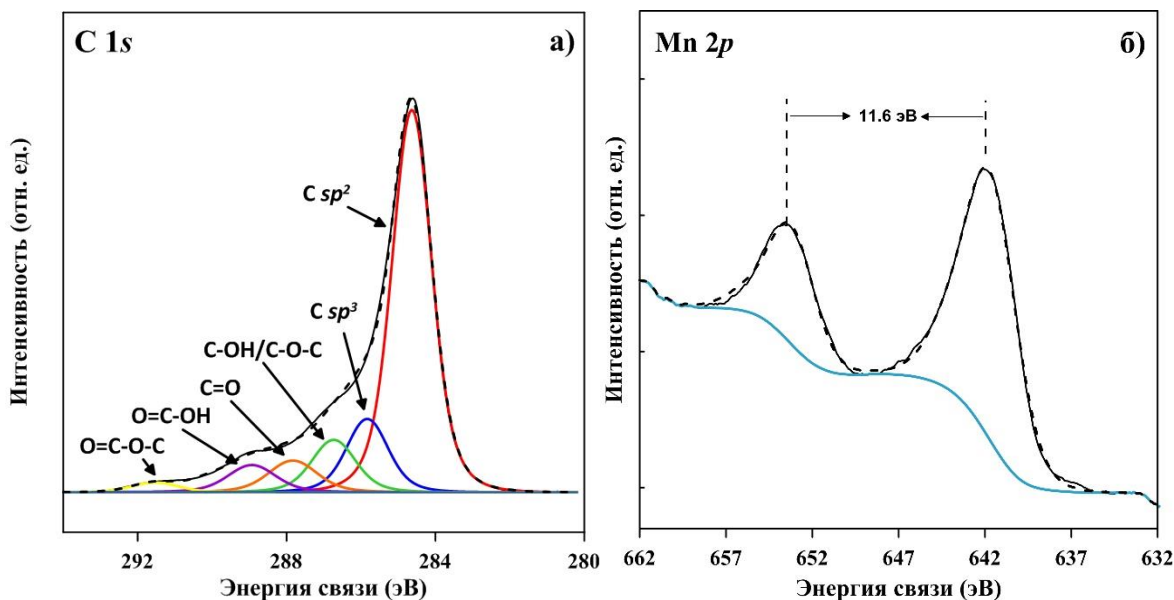 C 1s
а)
Интенсивность (отн. ед.)
C sp²
C sp³
C-OH/C-O-C
C=O
O=C-OH
O=C-O-C
292 288 284 280
Энергия связи (эВ)
Mn 2p
б)
Интенсивность (отн. ед.)
11.6 эВ
662 657 652 647 642 637 632
Энергия связи (эВ)